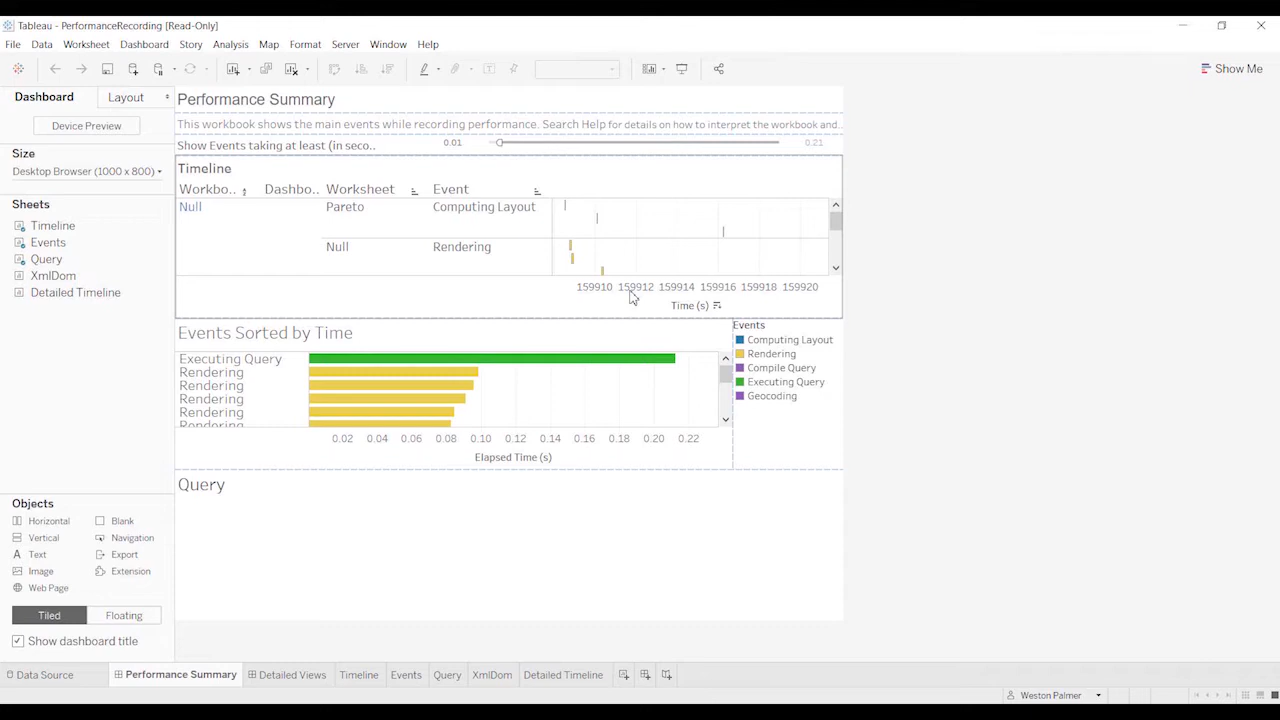 Tableau - PerformanceRecording [Read-Only]
File Data Worksheet Dashboard Story Analysis Map Format Server Window Help
Show Me
Dashboard Layout
Device Preview
Size
Desktop Browser (1000 x 800)
Sheets
Timeline
Events
Query
XmlDom
Detailed Timeline
Objects
Horizontal Blank
Vertical Navigation
Text Export
Image Extension
Web Page
Tiled Floating
Show dashboard title
Performance Summary
This workbook shows the main events while recording performance. Search Help for details on how to interpret the workbook and..
Show Events taking at least (in seco.. 0.01 0.21
Timeline
Workbo.. Dashbo.. Worksheet Event
Null Pareto Computing Layout
Null Rendering
159910 159912 159914 159916 159918 159920
Time (s)
Events Sorted by Time
Executing Query
Rendering
Rendering
Rendering
Rendering
Rendering
0.02 0.04 0.06 0.08 0.10 0.12 0.14 0.16 0.18 0.20 0.22
Elapsed Time (s)
Events
Computing Layout
Rendering
Compile Query
Executing Query
Geocoding
Query
Data Source Performance Summary Detailed Views Timeline Events Query XmlDom Detailed Timeline
Weston Palmer